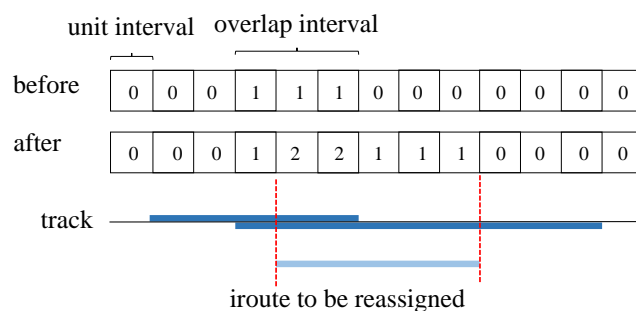 unit interval overlap interval
before 0 0 0 1 1 1 0 0 0 0 0 0 0
after 0 0 0 1 2 2 1 1 1 0 0 0 0
track
iroute to be reassigned